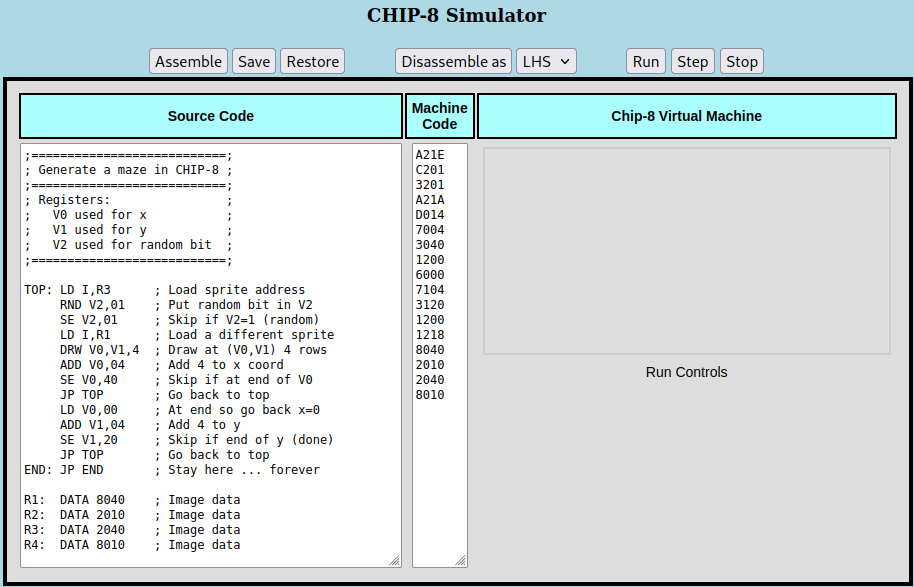 CHIP-8 Simulator
Assemble Save Restore Disassemble as LHS Run Step Stop
Source Code
Machine
Code
Chip-8 Virtual Machine
;===========================;
; Generate a maze in CHIP-8 ;
;===========================;
; Registers:                ;
;   V0 used for x           ;
;   V1 used for y           ;
;   V2 used for random bit  ;
;===========================;
TOP: LD I,R3      ; Load sprite address
     RND V2,01    ; Put random bit in V2
     SE V2,01     ; Skip if V2=1 (random)
     LD I,R1      ; Load a different sprite
     DRW V0,V1,4  ; Draw at (V0,V1) 4 rows
     ADD V0,04    ; Add 4 to x coord
     SE V0,40     ; Skip if at end of V0
     JP TOP       ; Go back to top
     LD V0,00     ; At end so go back x=0
     ADD V1,04    ; Add 4 to y
     SE V1,20     ; Skip if end of y (done)
     JP TOP       ; Go back to top
END: JP END       ; Stay here ... forever
R1:  DATA 8040    ; Image data
R2:  DATA 2010    ; Image data
R3:  DATA 2040    ; Image data
R4:  DATA 8010    ; Image data
A21E
C201
3201
A21A
D014
7004
3040
1200
6000
7104
3120
1200
1218
8040
2010
2040
8010
Run Controls